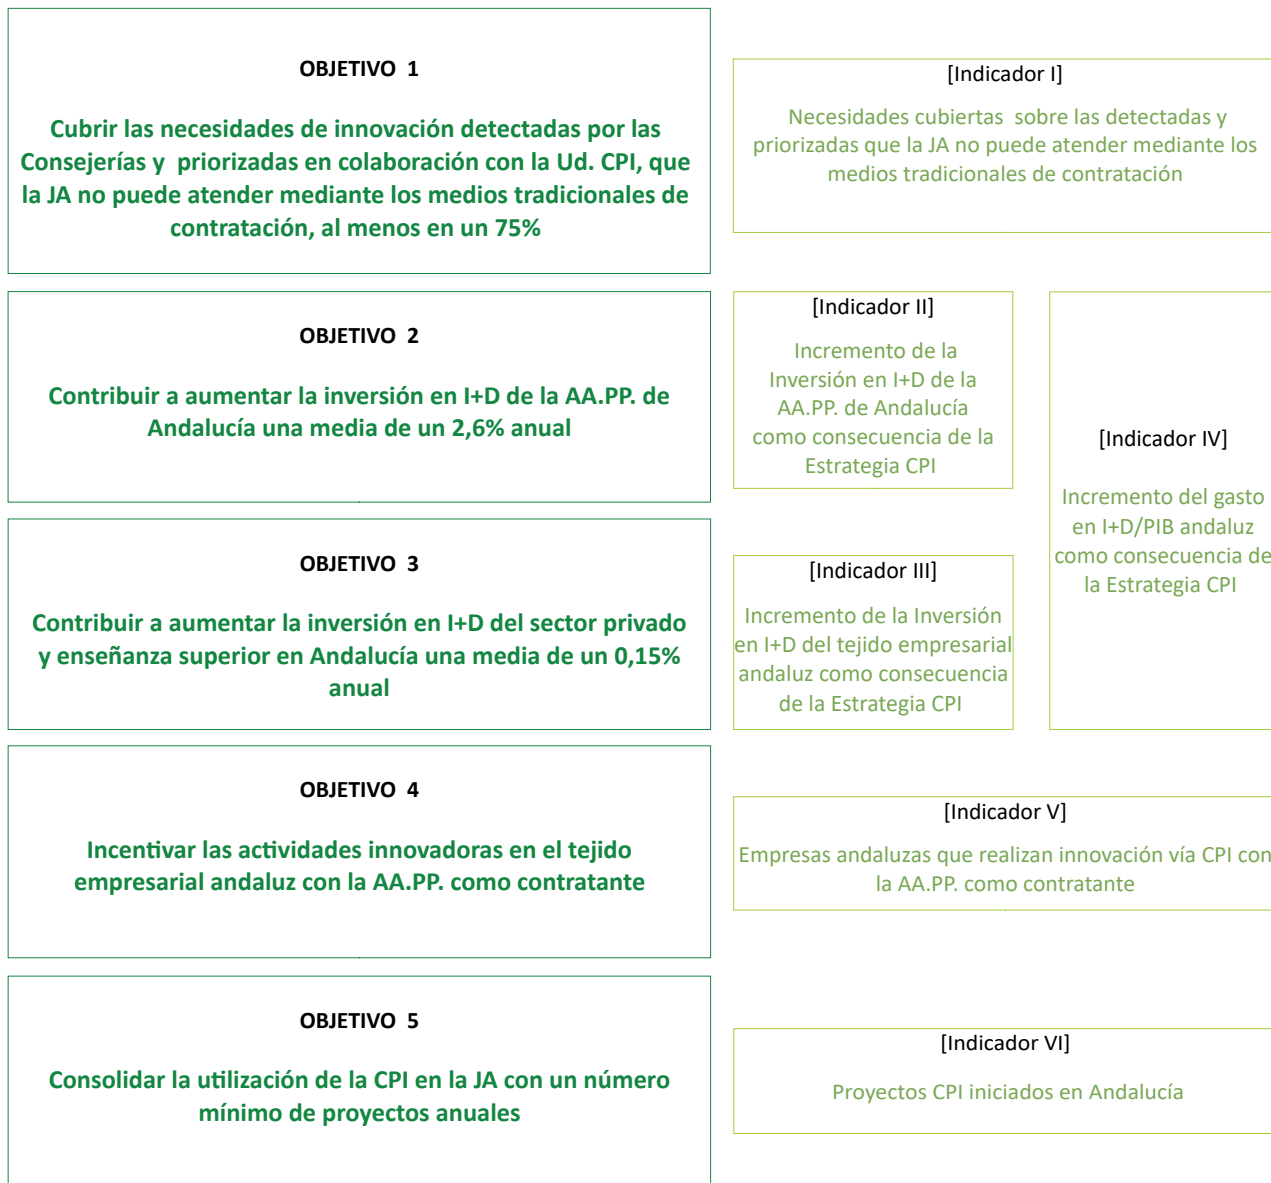 OBJETIVO 1
Cubrir las necesidades de innovación detectadas por las
Consejerías y priorizadas en colaboración con la Ud. CPI, que
la JA no puede atender mediante los medios tradicionales de
contratación, al menos en un 75%
[Indicador I]
Necesidades cubiertas sobre las detectadas y
priorizadas que la JA no puede atender mediante los
medios tradicionales de contratación
OBJETIVO 2
Contribuir a aumentar la inversión en I+D de la AA.PP. de
Andalucía una media de un 2,6% anual
[Indicador II]
Incremento de la
Inversión en I+D de la
AA.PP. de Andalucía
como consecuencia de la
Estrategia CPI
[Indicador IV]
Incremento del gasto
en I+D/PIB andaluz
como consecuencia de
la Estrategia CPI
OBJETIVO 3
Contribuir a aumentar la inversión en I+D del sector privado
y enseñanza superior en Andalucía una media de un 0,15%
anual
[Indicador III]
Incremento de la Inversión
en I+D del tejido empresarial
andaluz como consecuencia
de la Estrategia CPI
OBJETIVO 4
Incentivar las actividades innovadoras en el tejido
empresarial andaluz con la AA.PP. como contratante
[Indicador V]
Empresas andaluzas que realizan innovación vía CPI con
la AA.PP. como contratante
OBJETIVO 5
Consolidar la utilización de la CPI en la JA con un número
mínimo de proyectos anuales
[Indicador VI]
Proyectos CPI iniciados en Andalucía